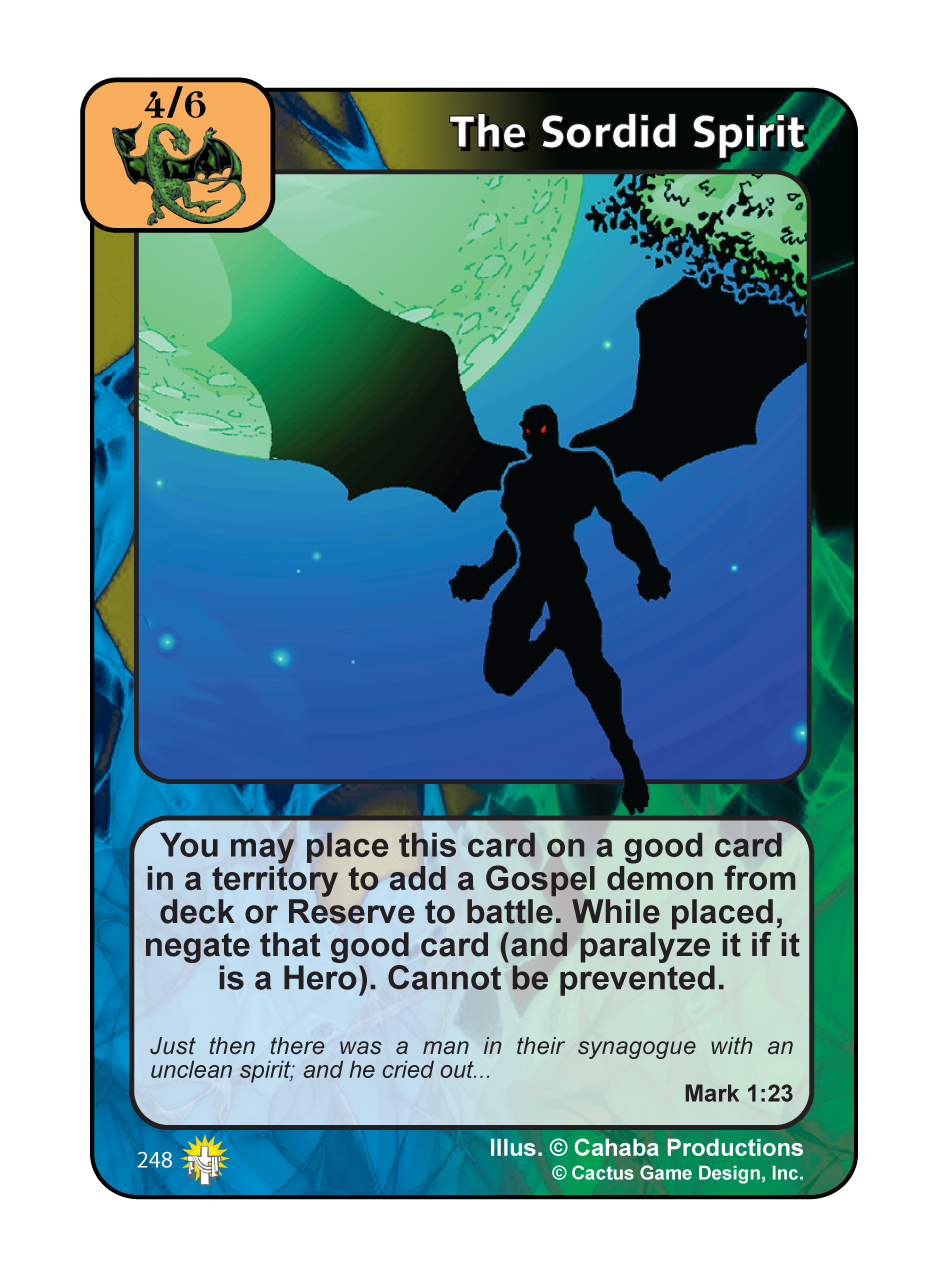 4/6
The Sordid Spirit
You may place this card on a good card
in a territory to add a Gospel demon from
deck or Reserve to battle. While placed,
negate that good card (and paralyze it if it
is a Hero). Cannot be prevented.
Just then there was a man in their synagogue with an
unclean spirit; and he cried out...
Mark 1:23
248
Illus. © Cahaba Productions
© Cactus Game Design, Inc.